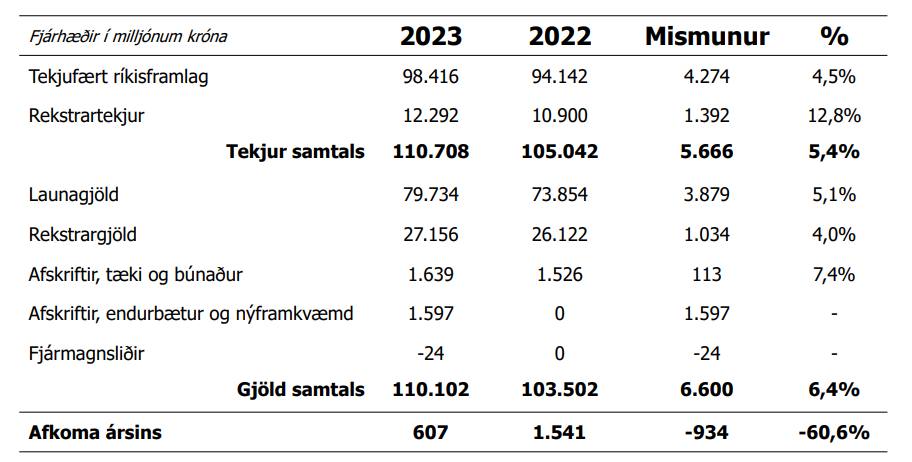 Fjárhæðir í milljónum króna 2023 2022 Mismunur %
Tekjufært ríkisframlag 98.416 94.142 4.274 4,5%
Rekstrartekjur 12.292 10.900 1.392 12,8%
Tekjur samtals 110.708 105.042 5.666 5,4%
Launagjöld 79.734 73.854 3.879 5,1%
Rekstrargjöld 27.156 26.122 1.034 4,0%
Afskriftir, tæki og búnaður 1.639 1.526 113 7,4%
Afskriftir, endurbætur og nýframkvæmd 1.597 0 1.597 -
Fjármagnsliðir -24 0 -24 -
Gjöld samtals 110.102 103.502 6.600 6,4%
Afkoma ársins 607 1.541 -934 -60,6%